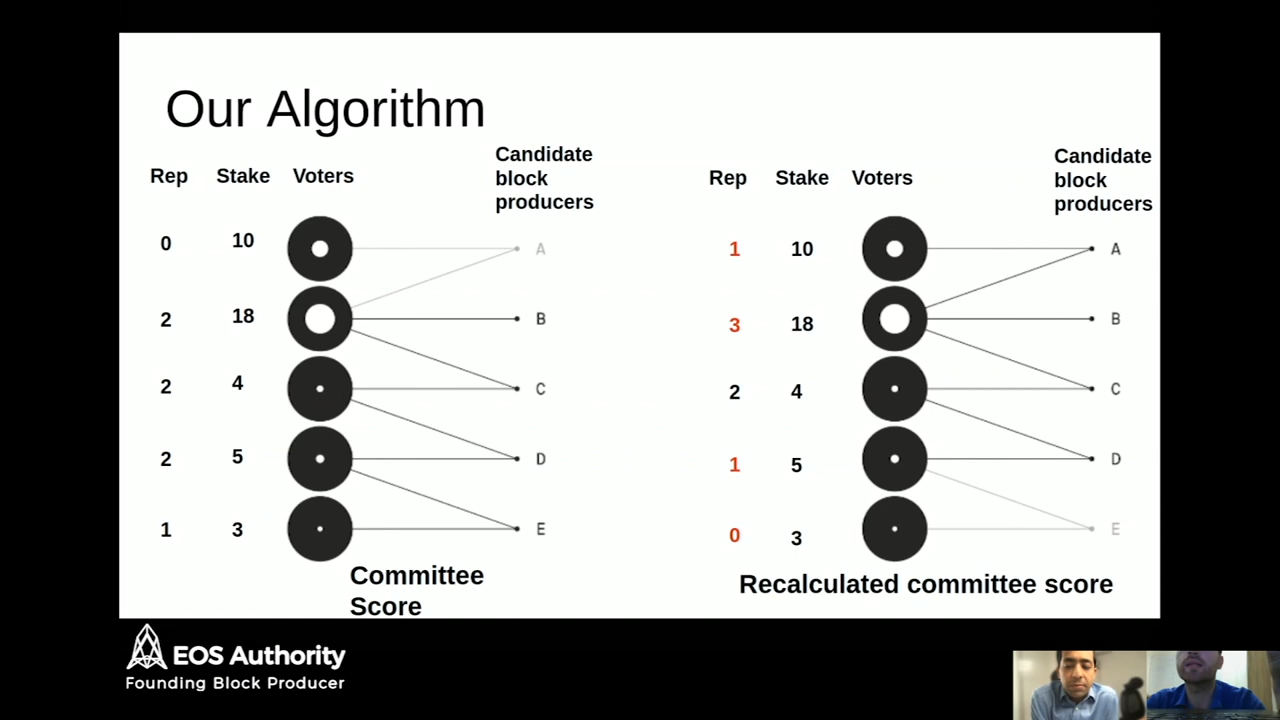 Our Algorithm
Rep Stake Voters
Candidate
block
producers
0 10 A
2 18 B
2 4 C
2 5 D
1 3 E
Committee
Score
Rep Stake Voters
Candidate
block
producers
1 10 A
3 18 B
2 4 C
1 5 D
0 3 E
Recalculated committee score
EOS Authority
Founding Block Producer